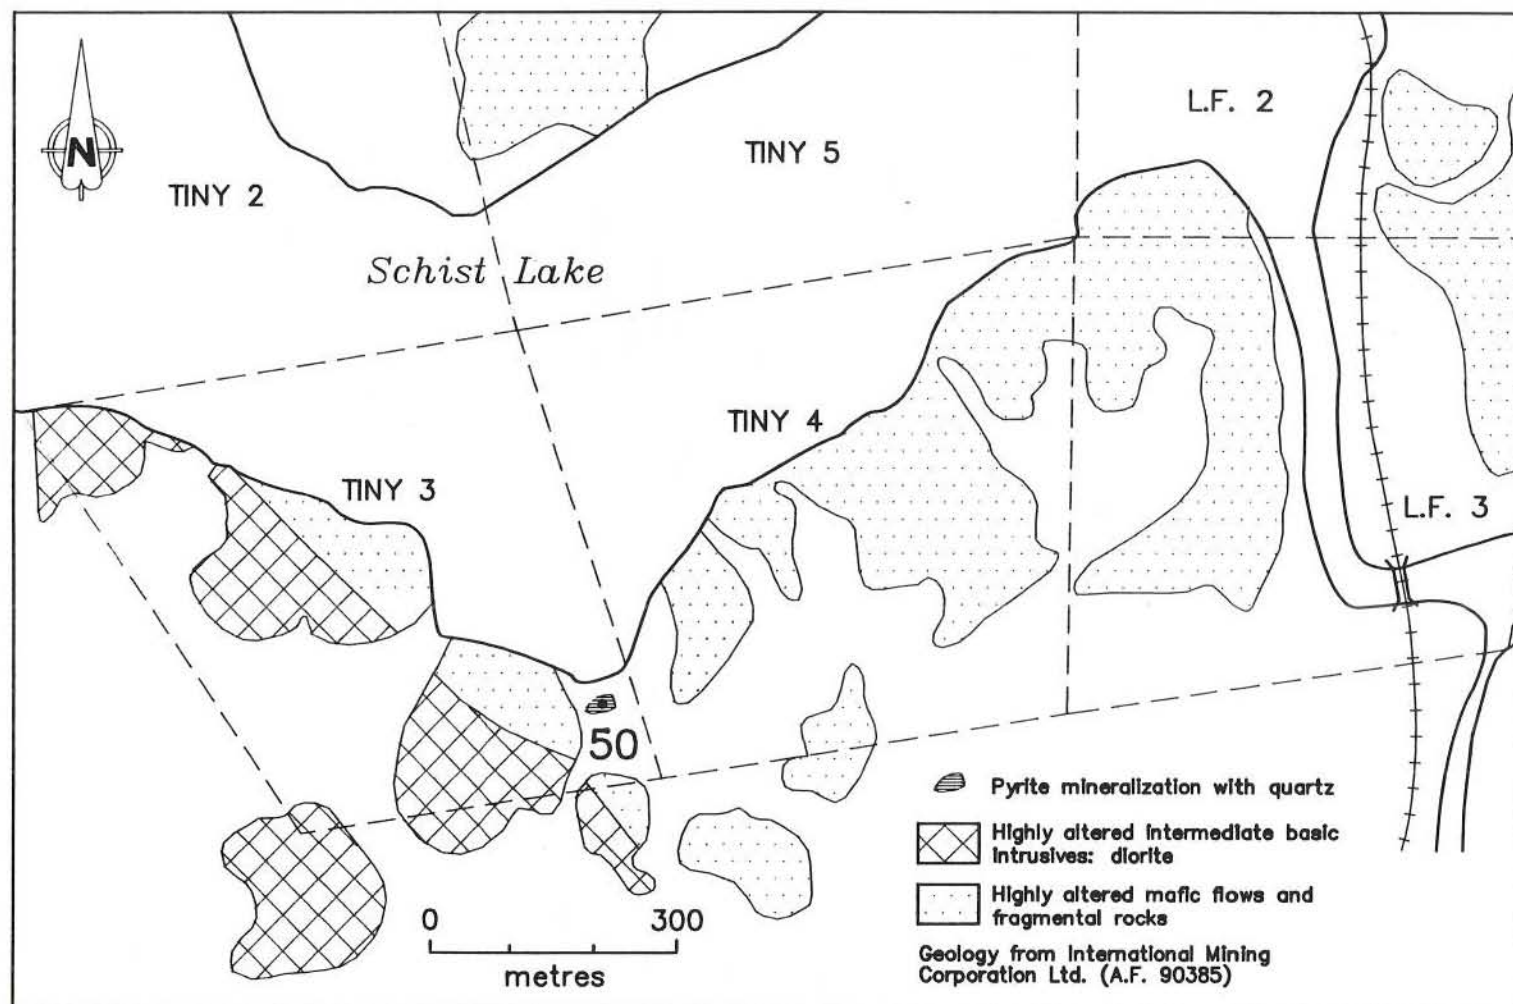 L.F. 2
TINY 5
N
TINY 2
Schist Lake
TINY 4
TINY 3
L.F. 3
50
Pyrite mineralization with quartz
Highly altered intermediate basic
intrusives: diorite
Highly altered mafic flows and
fragmental rocks
0 300
metres
Geology from International Mining
Corporation Ltd. (A.F. 90385)